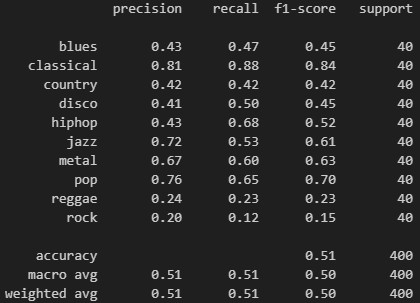 precision recall f1-score support
blues 0.43 0.47 0.45 40
classical 0.81 0.88 0.84 40
country 0.42 0.42 0.42 40
disco 0.41 0.50 0.45 40
hiphop 0.43 0.68 0.52 40
jazz 0.72 0.53 0.61 40
metal 0.67 0.60 0.63 40
pop 0.76 0.65 0.70 40
reggae 0.24 0.23 0.23 40
rock 0.20 0.12 0.15 40
accuracy 0.51 400
macro avg 0.51 0.51 0.50 400
weighted avg 0.51 0.51 0.50 400